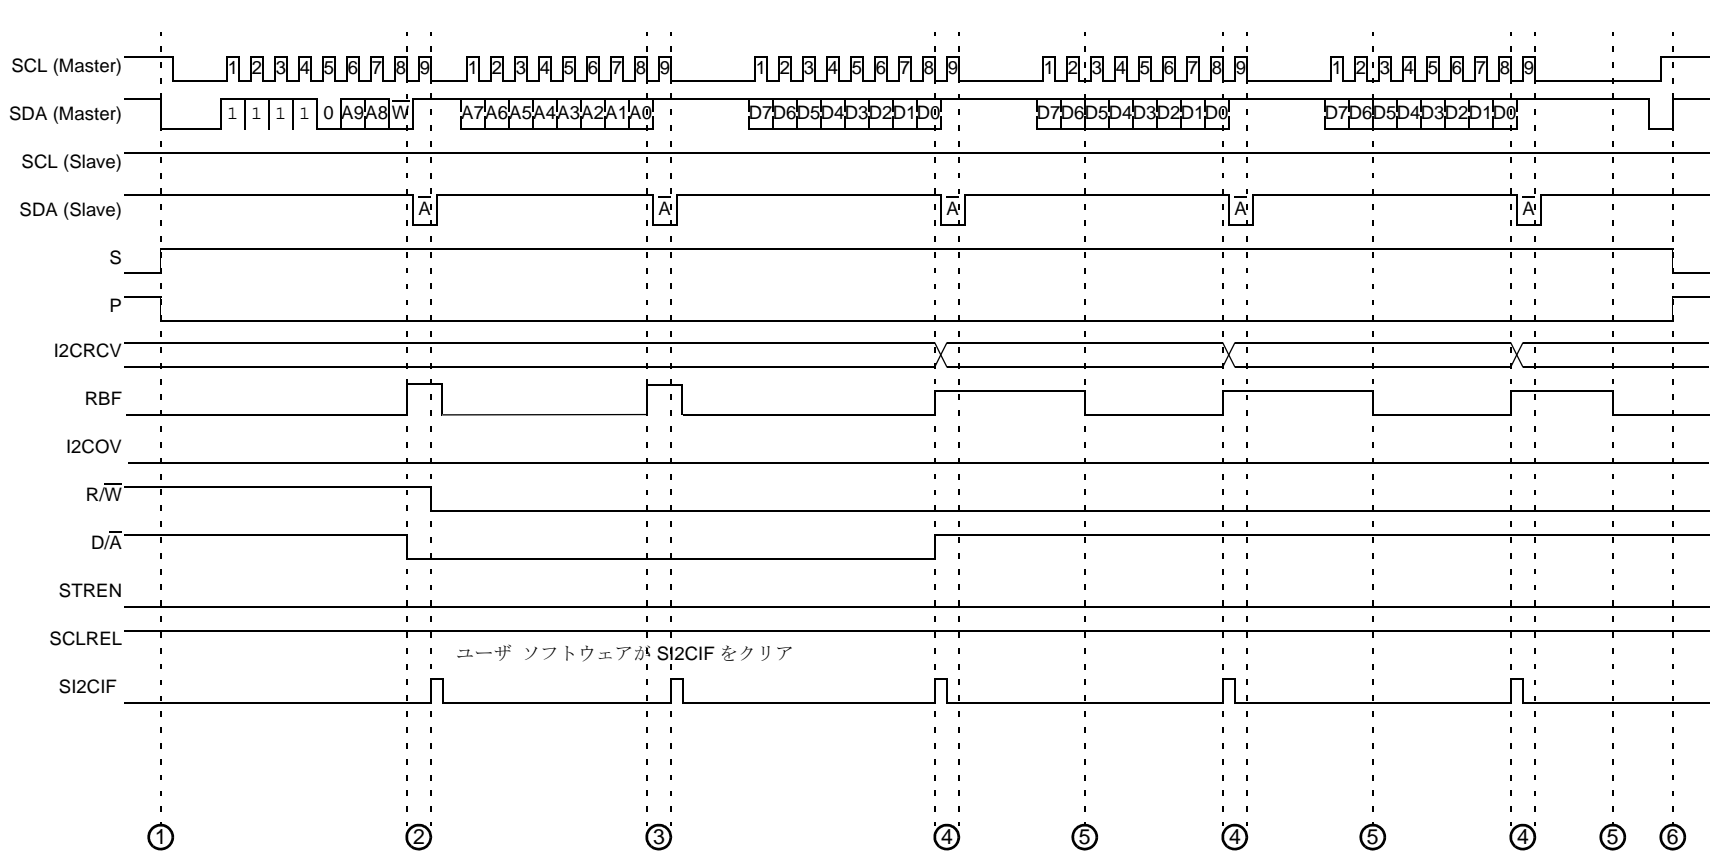 SCL (Master) 1 2 3 4 5 6 7 8 9 1 2 3 4 5 6 7 8 9 1 2 3 4 5 6 7 8 9 1 2 3 4 5 6 7 8 9 1 2 3 4 5 6 7 8 9
SDA (Master) 1 1 1 1 0 A9 A8 W̅ A7 A6 A5 A4 A3 A2 A1 A0 D7 D6 D5 D4 D3 D2 D1 D0 D7 D6 D5 D4 D3 D2 D1 D0 D7 D6 D5 D4 D3 D2 D1 D0
SCL (Slave)
SDA (Slave) A̅ A̅ A̅ A̅ A̅
S
P
I2CRCV
RBF
I2COV
R/W̅
D/A̅
STREN
SCLREL
ユーザ ソフトウェアが SI2CIF をクリア
SI2CIF
① ② ③ ④ ⑤ ④ ⑤ ④ ⑤ ⑥